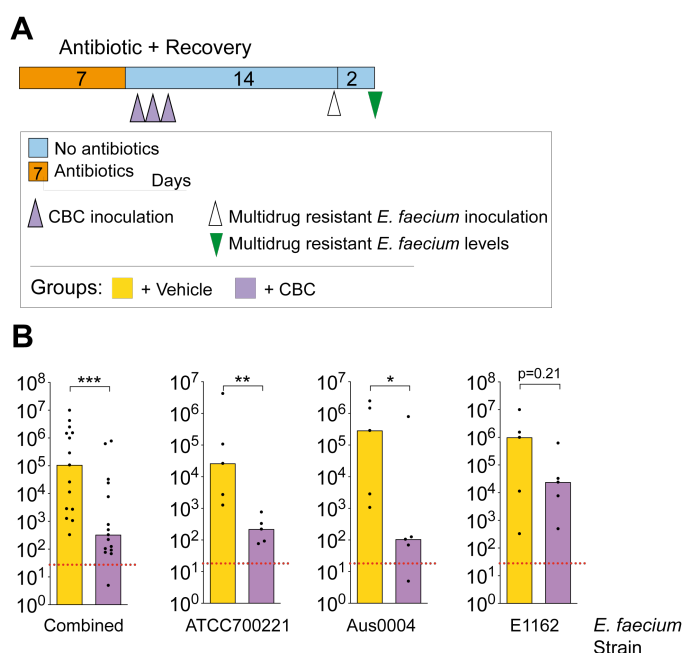 A
Antibiotic + Recovery
7 14 2
No antibiotics
7 Antibiotics
Days
CBC inoculation
Multidrug resistant E. faecium inoculation
Multidrug resistant E. faecium levels
Groups: + Vehicle + CBC
B
*** ** * p=0.21
10⁸ 10⁷ 10⁷ 10⁸
10⁷ 10⁶ 10⁶ 10⁷
10⁶ 10⁵ 10⁵ 10⁶
10⁵ 10⁴ 10⁴ 10⁵
10⁴ 10³ 10³ 10⁴
10³ 10² 10² 10³
10² 10¹ 10¹ 10²
10¹ 10⁰ 10⁰ 10¹
10⁰ 10⁰
Combined ATCC700221 Aus0004 E1162 E. faecium
Strain